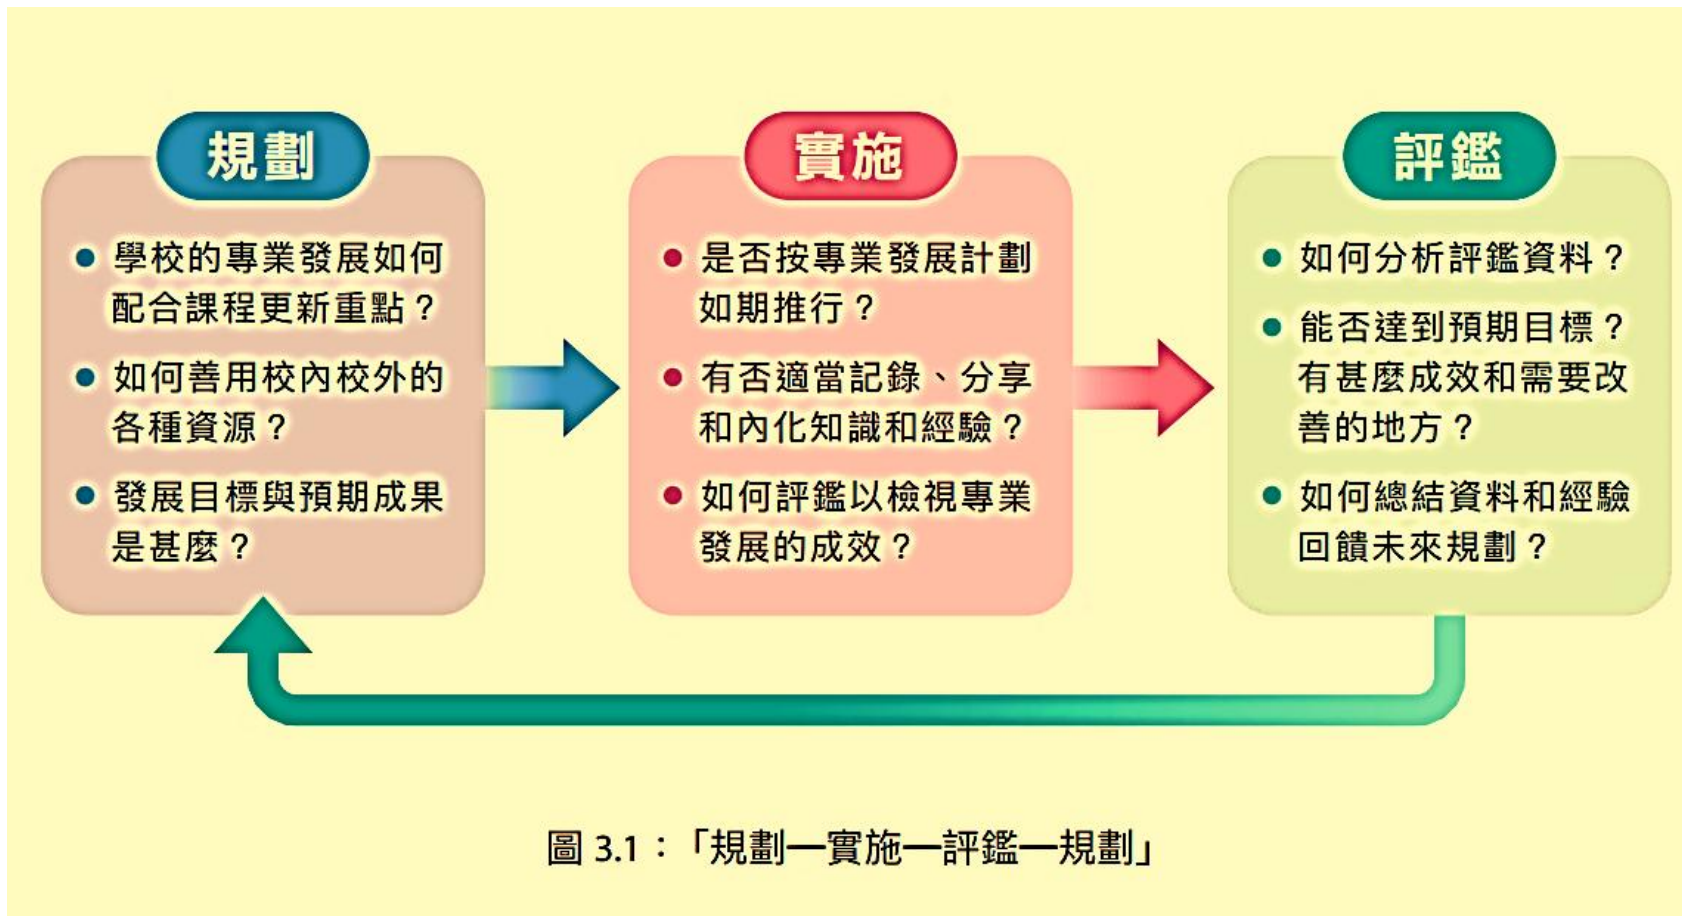 規劃
● 學校的專業發展如何
配合課程更新重點？
● 如何善用校內校外的
各種資源？
● 發展目標與預期成果
是甚麼？
實施
● 是否按專業發展計劃
如期推行？
● 有否適當記錄、分享
和內化知識和經驗？
● 如何評鑑以檢視專業
發展的成效？
評鑑
● 如何分析評鑑資料？
● 能否達到預期目標？
有甚麼成效和需要改
善的地方？
● 如何總結資料和經驗
回饋未來規劃？
圖 3.1：「規劃—實施—評鑑—規劃」